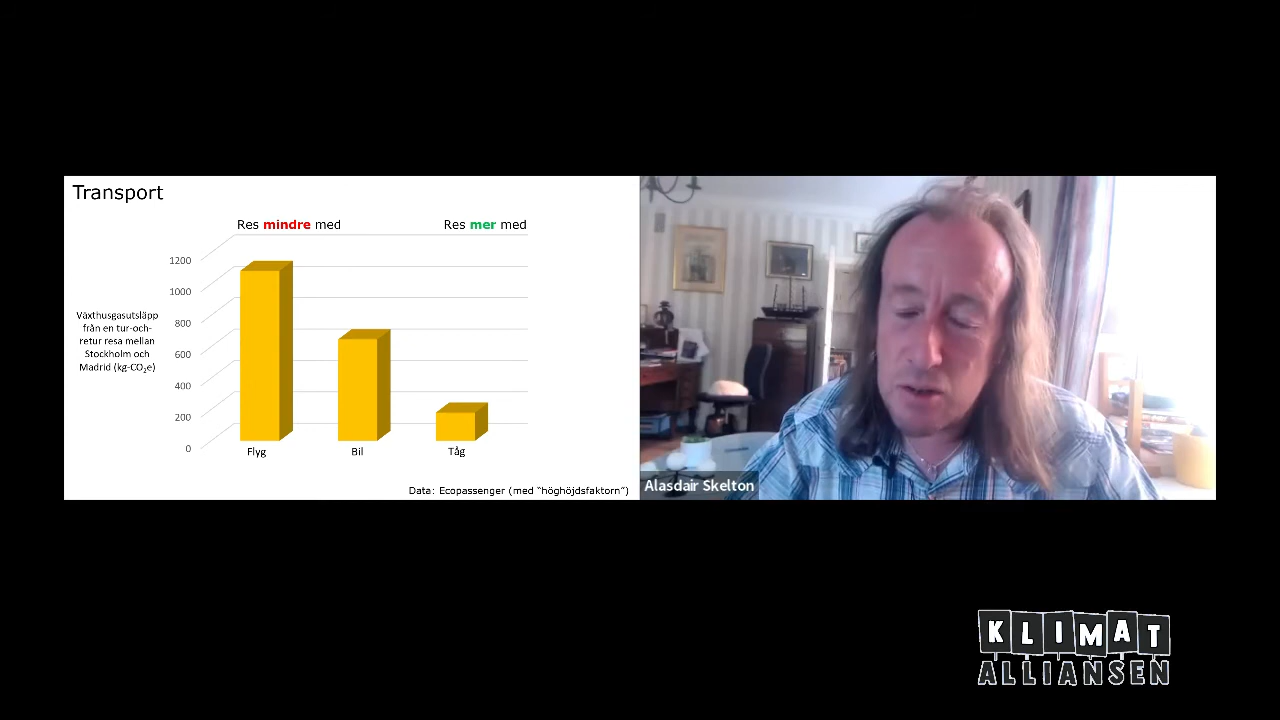 Transport
Res mindre med
Res mer med
1200
1000
800
600
400
200
0
Växthusgasutsläpp
från en tur-och-
retur resa mellan
Stockholm och
Madrid (kg-CO₂e)
Flyg
Bil
Tåg
Data: Ecopassenger (med “höghöjdsfaktorn”)
Alasdair Skelton
KLIMAT
ALLIANSEN